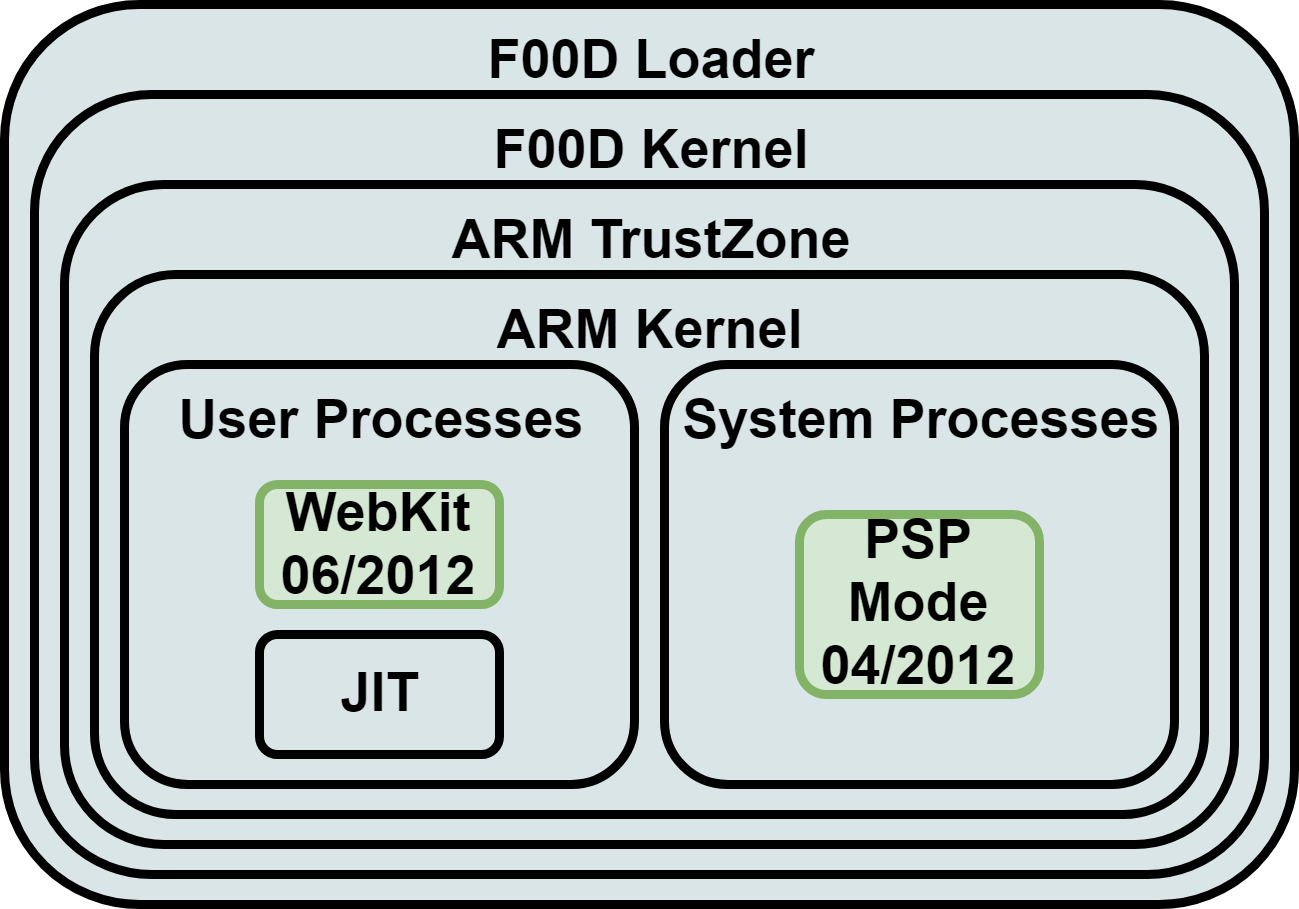 F00D Loader
F00D Kernel
ARM TrustZone
ARM Kernel
User Processes
WebKit
06/2012
JIT
System Processes
PSP
Mode
04/2012